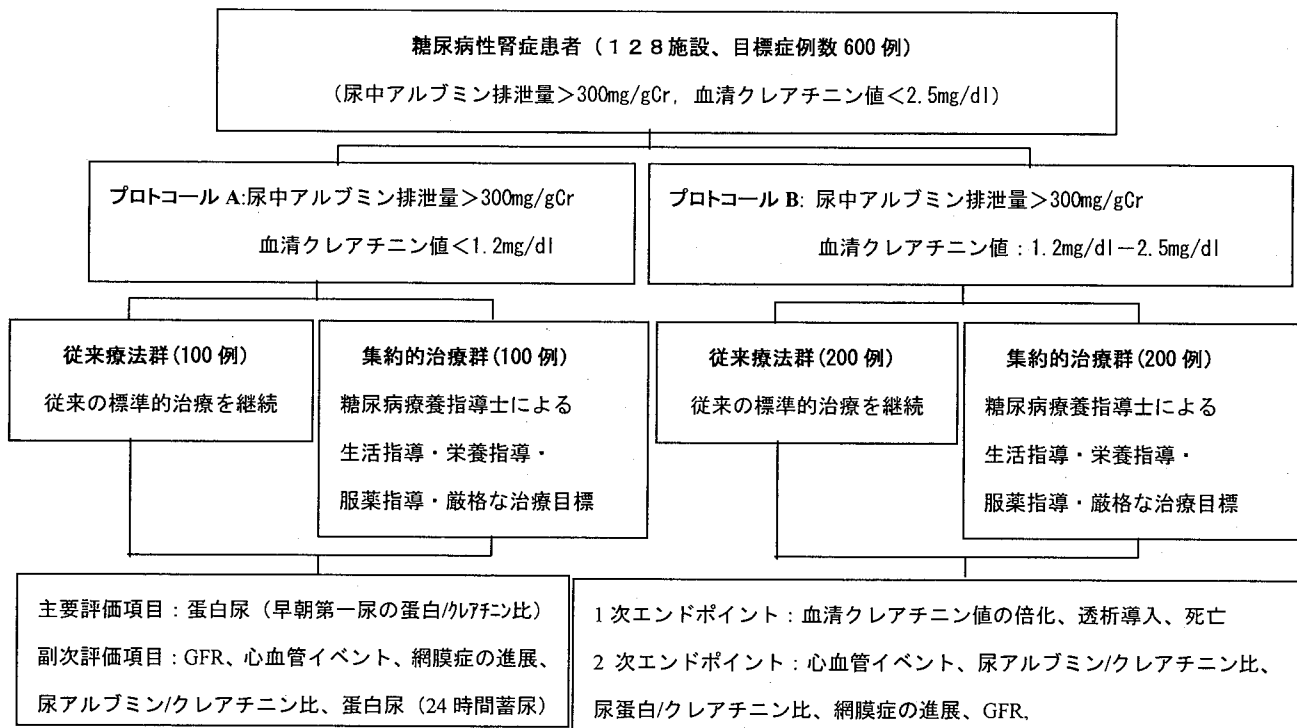 糖尿病性腎症患者（１２８施設、目標症例数 600 例）
（尿中アルブミン排泄量＞300mg/gCr, 血清クレアチニン値＜2.5mg/dl）
プロトコール A:尿中アルブミン排泄量＞300mg/gCr
血清クレアチニン値＜1.2mg/dl
プロトコール B: 尿中アルブミン排泄量＞300mg/gCr
血清クレアチニン値：1.2mg/dl－2.5mg/dl
従来療法群(100 例)
従来の標準的治療を継続
集約的治療群(100 例)
糖尿病療養指導士による
生活指導・栄養指導・
服薬指導・厳格な治療目標
従来療法群(200 例)
従来の標準的治療を継続
集約的治療群(200 例)
糖尿病療養指導士による
生活指導・栄養指導・
服薬指導・厳格な治療目標
主要評価項目：蛋白尿（早朝第一尿の蛋白/クレアチニン比）
副次評価項目：GFR、心血管イベント、網膜症の進展、
尿アルブミン/クレアチニン比、蛋白尿（24 時間蓄尿）
1 次エンドポイント：血清クレアチニン値の倍化、透析導入、死亡
2 次エンドポイント：心血管イベント、尿アルブミン/クレアチニン比、
尿蛋白/クレアチニン比、網膜症の進展、GFR,